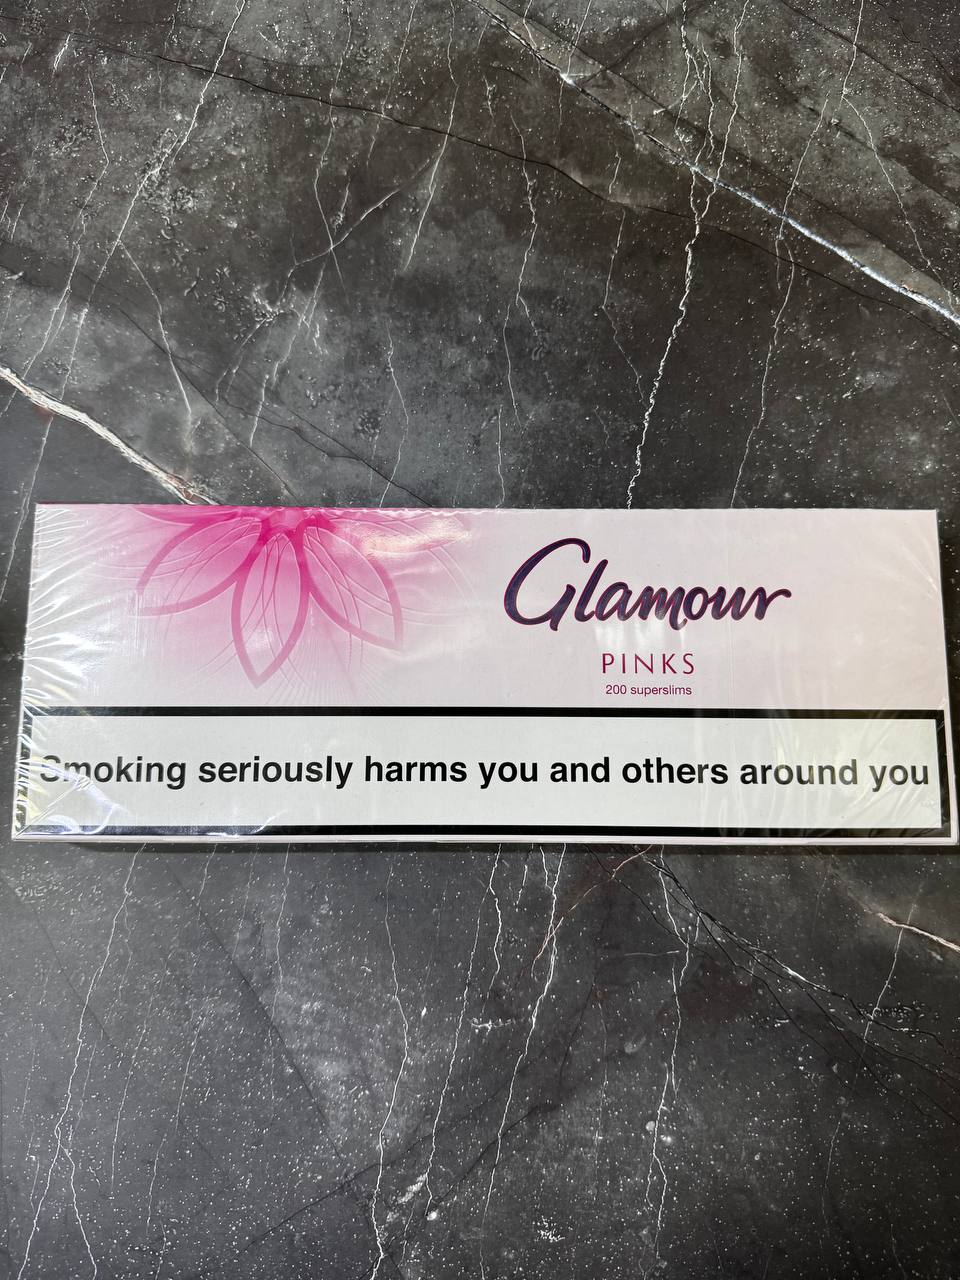 Glamour
PINKS
200 superslims
Smoking seriously harms you and others around you